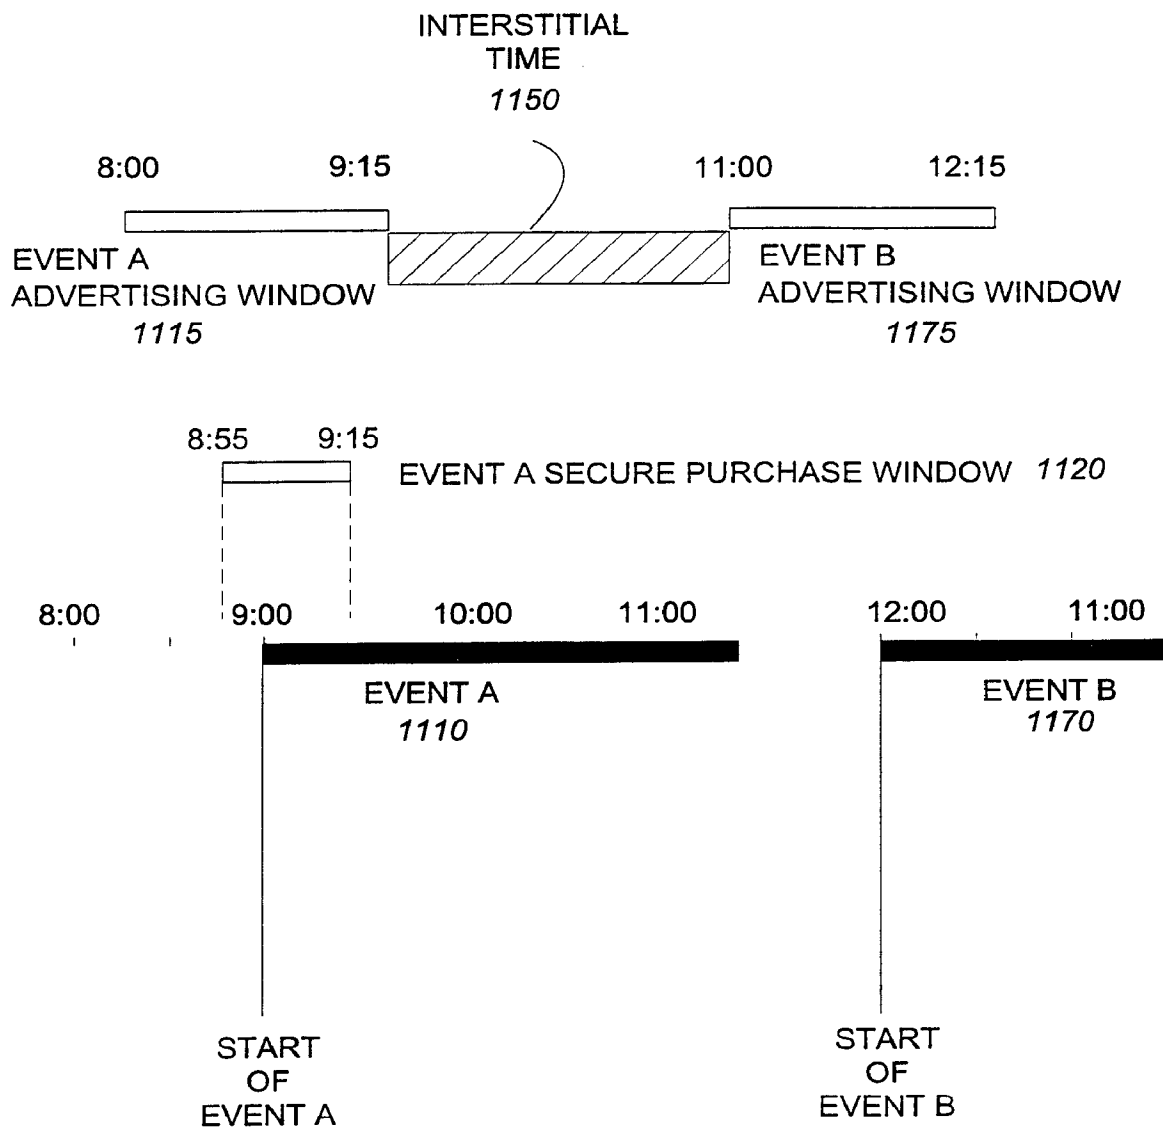 INTERSTITIAL
TIME
1150
8:00 9:15 11:00 12:15
EVENT A
ADVERTISING WINDOW
1115
EVENT B
ADVERTISING WINDOW
1175
8:55 9:15
EVENT A SECURE PURCHASE WINDOW 1120
8:00 9:00 10:00 11:00 12:00 11:00
EVENT A
1110
EVENT B
1170
START
OF
EVENT A
START
OF
EVENT B